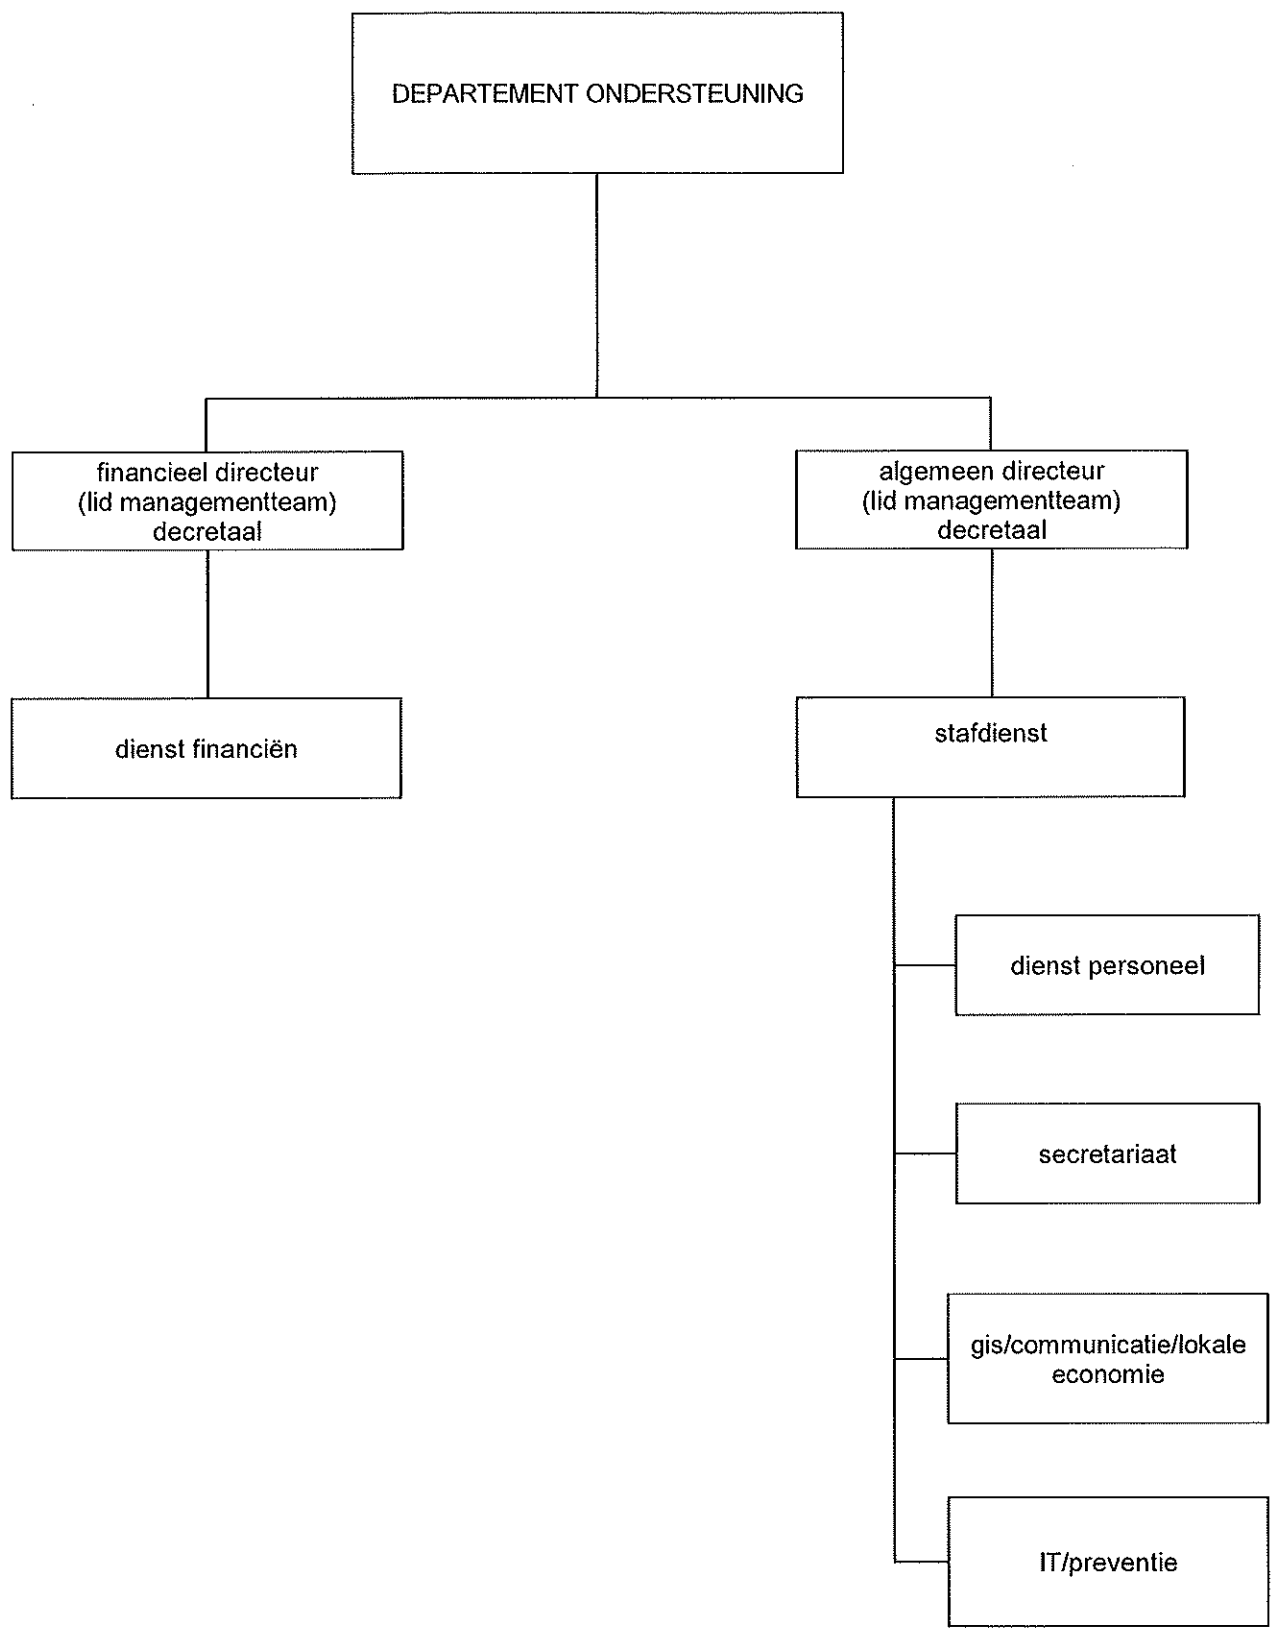 DEPARTEMENT ONDERSTEUNING
financieel directeur
(lid managementteam)
decretaal
algemeen directeur
(lid managementteam)
decretaal
dienst financiën
stafdienst
dienst personeel
secretariaat
gis/communicatie/lokale
economie
IT/preventie